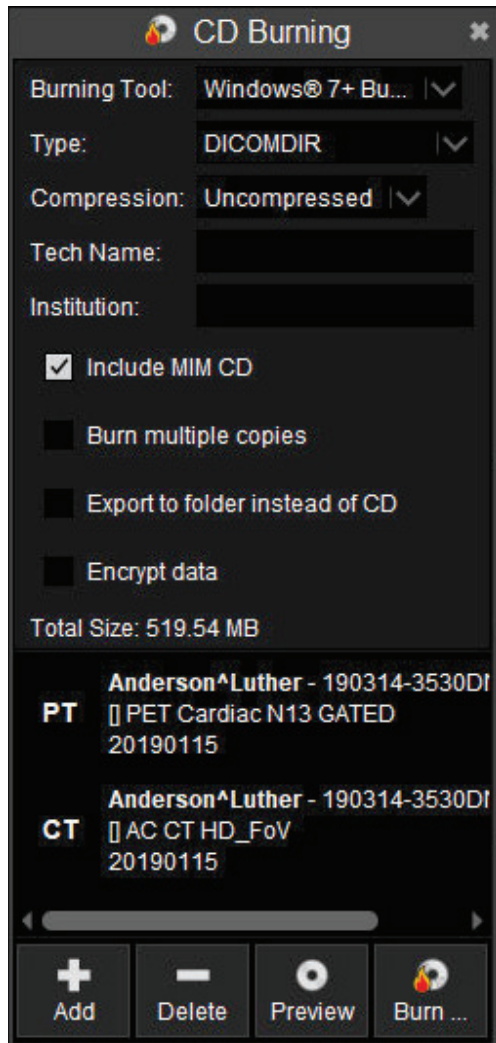 CD Burning
Burning Tool: Windows® 7+ Bu...
Type: DICOMDIR
Compression: Uncompressed
Tech Name:
Institution:
Include MIM CD
Burn multiple copies
Export to folder instead of CD
Encrypt data
Total Size: 519.54 MB
Anderson^Luther - 190314-3530DM
PT [] PET Cardiac N13 GATED
20190115
Anderson^Luther - 190314-3530DM
CT [] AC CT HD_FoV
20190115
Add Delete Preview Burn ...